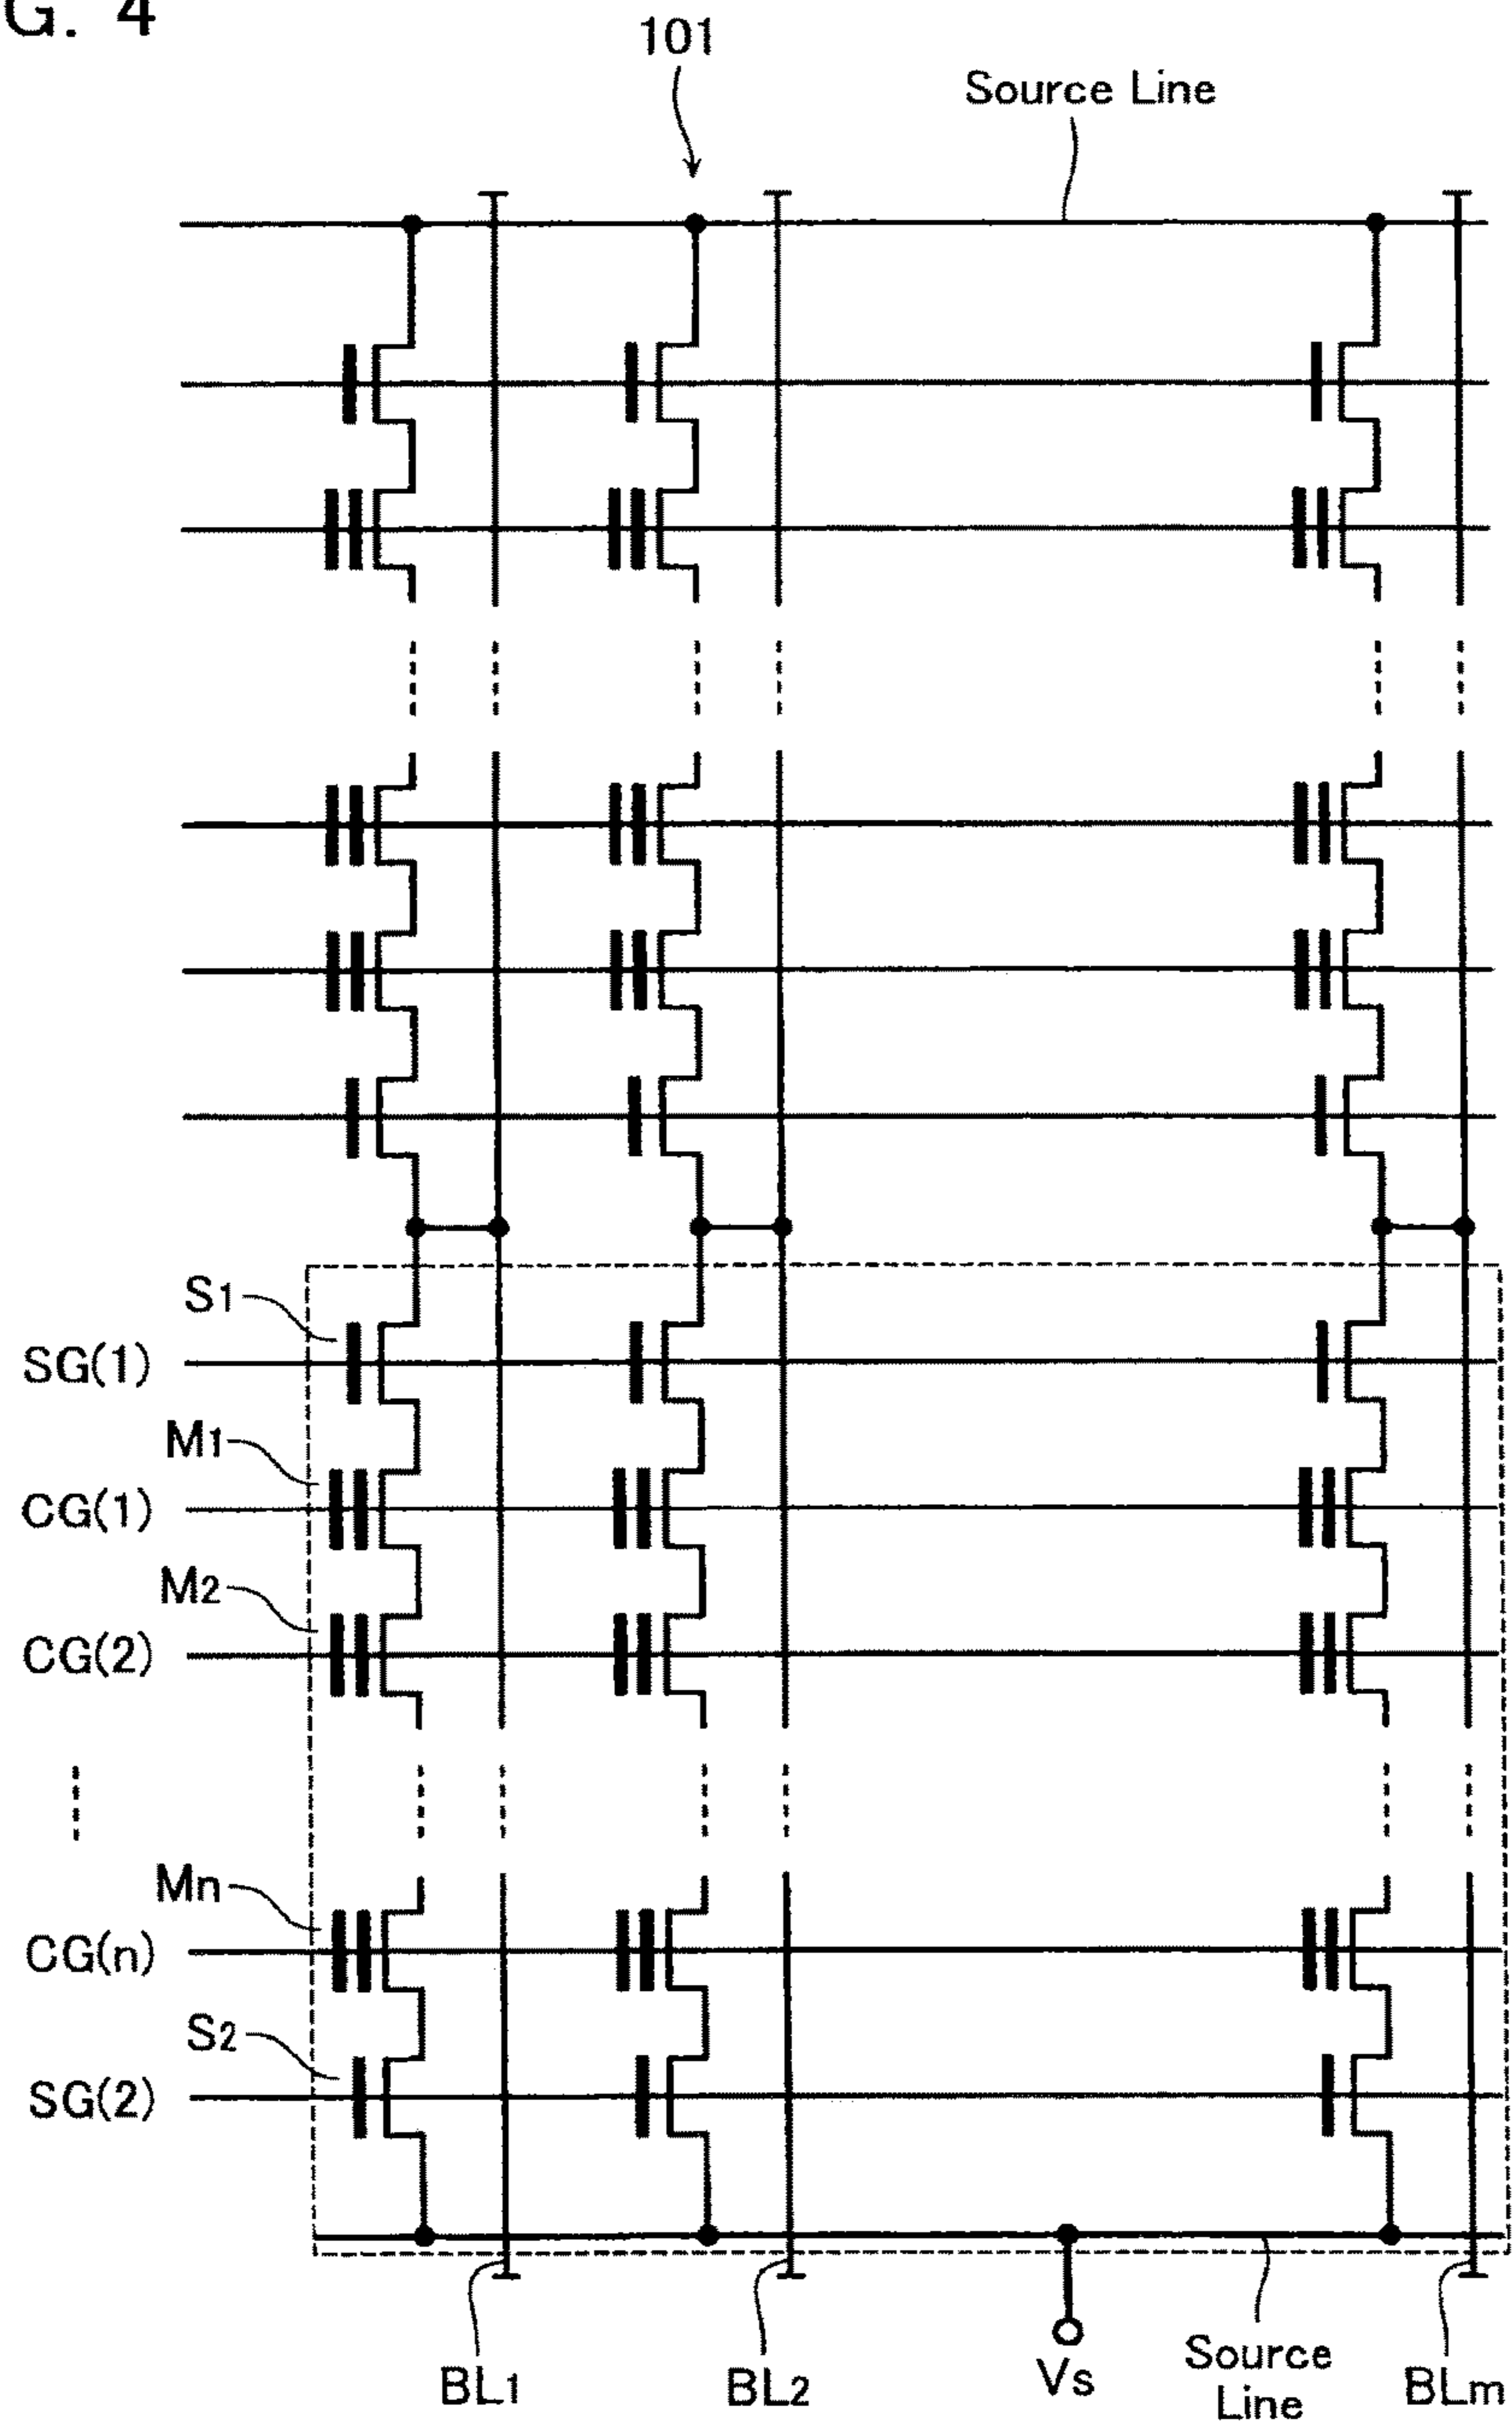 G. 4
101
Source Line
S1
SG(1)
M1
CG(1)
M2
CG(2)
Mn
CG(n)
S2
SG(2)
BL1
BL2
Vs
Source
Line
BLm